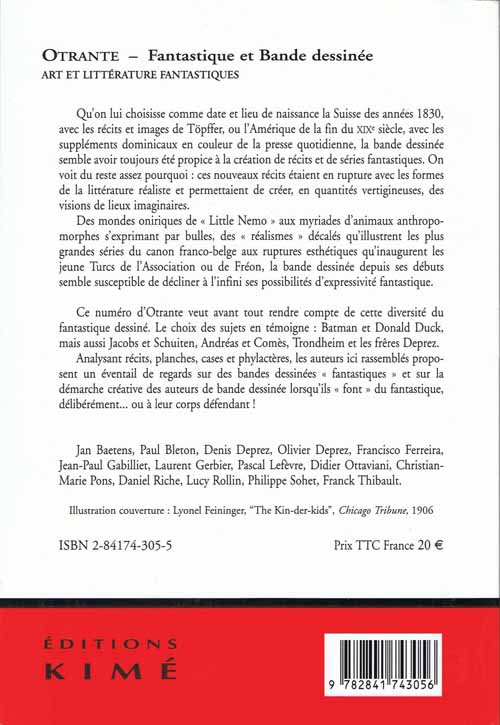 OTRANTE – Fantastique et Bande dessinée
ART ET LITTÉRATURE FANTASTIQUES
Qu'on lui choisisse comme date et lieu de naissance la Suisse des années 1830,
avec les récits et images de Töpffer, ou l'Amérique de la fin du XIXe siècle, avec les
suppléments dominicaux en couleur de la presse quotidienne, la bande dessinée
semble avoir toujours été propice à la création de récits et de séries fantastiques. On
voit du reste assez pourquoi : ces nouveaux récits étaient en rupture avec les formes
de la littérature réaliste et permettaient de créer, en quantités vertigineuses, des
visions de lieux imaginaires.
Des mondes oniriques de « Little Nemo » aux myriades d'animaux anthropo-
morphes s'exprimant par bulles, des « réalismes » décalés qu'illustrent les plus
grandes séries du canon franco-belge aux ruptures esthétiques qu'inaugurent les
jeune Turcs de l'Association ou de Fréon, la bande dessinée depuis ses débuts
semble susceptible de décliner à l'infini ses possibilités d'expressivité fantastique.
Ce numéro d'Otrante veut avant tout rendre compte de cette diversité du
fantastique dessiné. Le choix des sujets en témoigne : Batman et Donald Duck,
mais aussi Jacobs et Schuiten, Andréas et Comès, Trondheim et les frêres Deprez.
Analysant récits, planches, cases et phylactères, les auteurs ici rassemblés propo-
sent un éventail de regards sur des bandes dessinées « fantastiques » et sur la
démarche créative des auteurs de bande dessinée lorsqu'ils « font » du fantastique,
délibérément... ou à leur corps défendant !
Jan Baetens, Paul Bleton, Denis Deprez, Olivier Deprez, Francisco Ferreira,
Jean-Paul Gabilliet, Laurent Gerbier, Pascal Lefèvre, Didier Ottaviani, Christian-
Marie Pons, Daniel Riche, Lucy Rollin, Philippe Sohet, Franck Thibault.
Illustration couverture : Lyonel Feininger, "The Kin-der-kids", Chicago Tribune, 1906
ISBN 2-84174-305-5 Prix TTC France 20 €
ÉDITIONS
KIMÉ
9 782841 743056